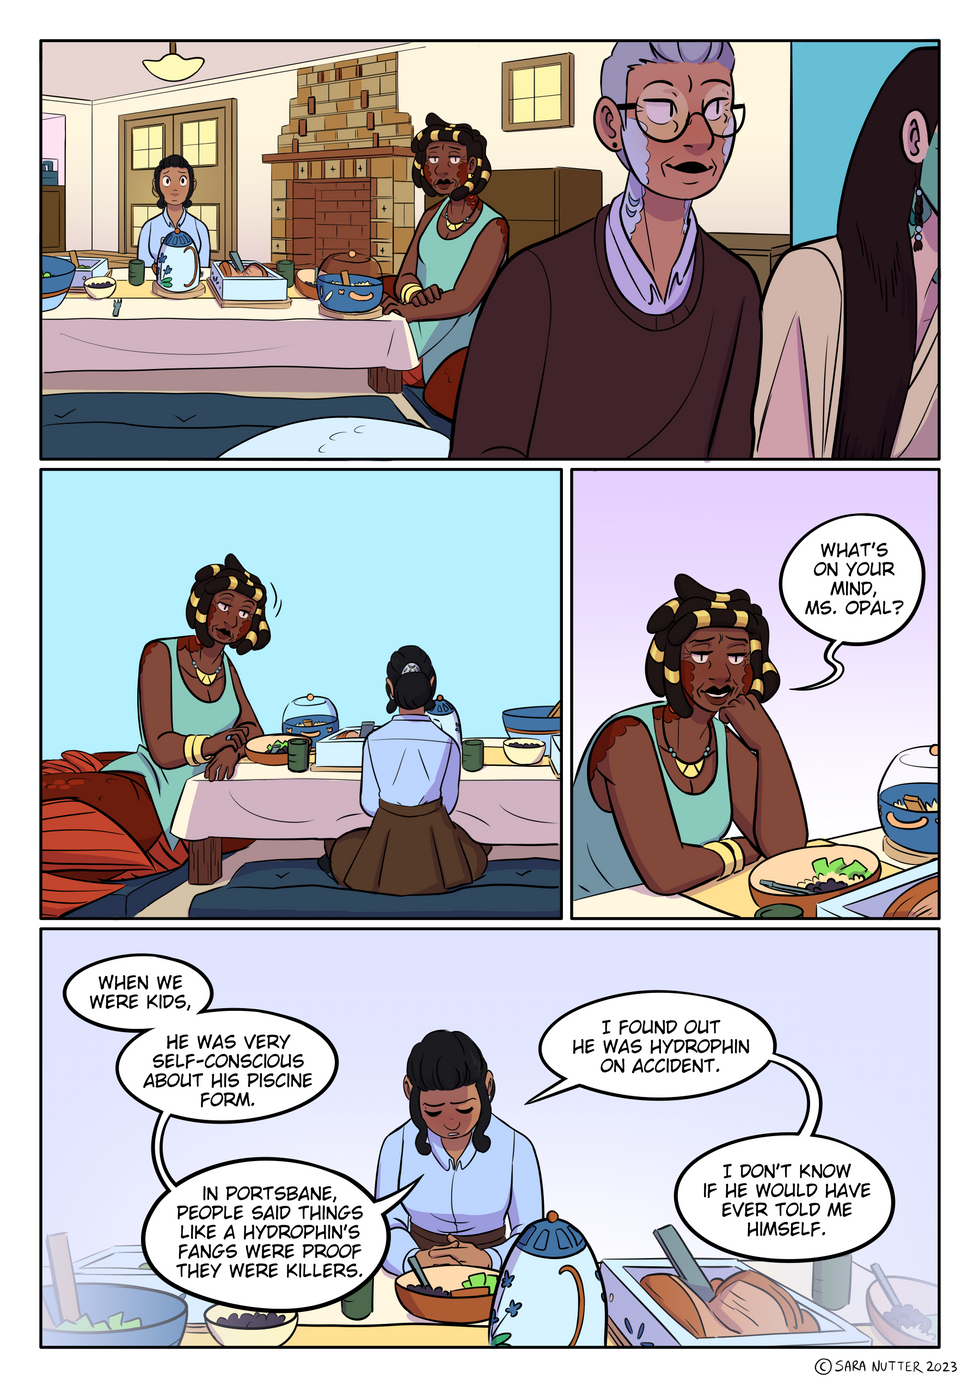 WHAT'S
ON YOUR
MIND,
MS. OPAL?
WHEN WE
WERE KIDS,
HE WAS VERY
SELF-CONSCIOUS
ABOUT HIS PISCINE
FORM.
IN PORTSBANE,
PEOPLE SAID THINGS
LIKE A HYDROPHIN'S
FANGS WERE PROOF
THEY WERE KILLERS.
I FOUND OUT
HE WAS HYDROPHIN
ON ACCIDENT.
I DON'T KNOW
IF HE WOULD HAVE
EVER TOLD ME
HIMSELF.
© SARA NUTTER 2023